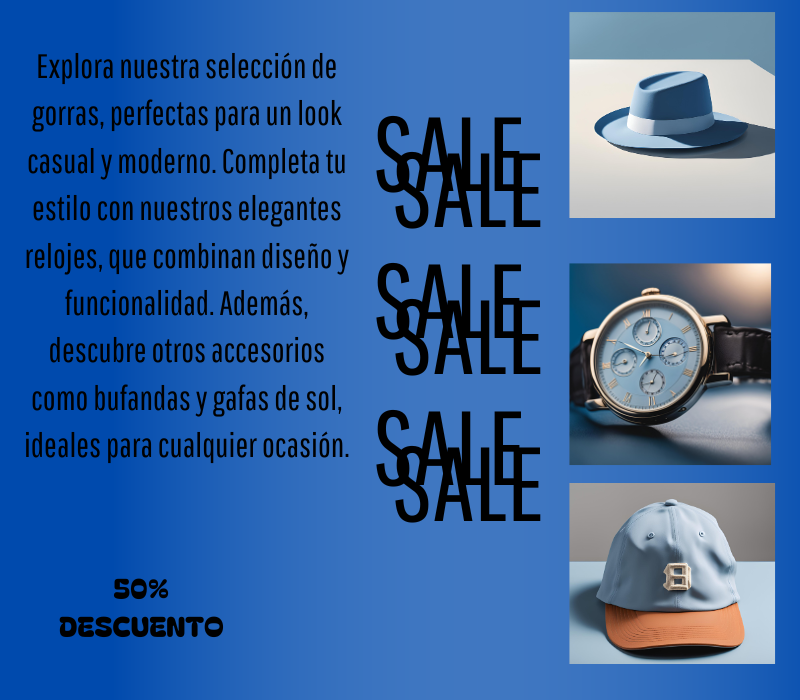 Explora nuestra selección de
gorras, perfectas para un look
casual y moderno. Completa tu
estilo con nuestros elegantes
relojes, que combinan diseño y
funcionalidad. Además,
descubre otros accesorios
como bufandas y gafas de sol,
ideales para cualquier ocasión.
50%
DESCUENTO
SALE
SALE
SALE
SALE
SALE
SALE
B